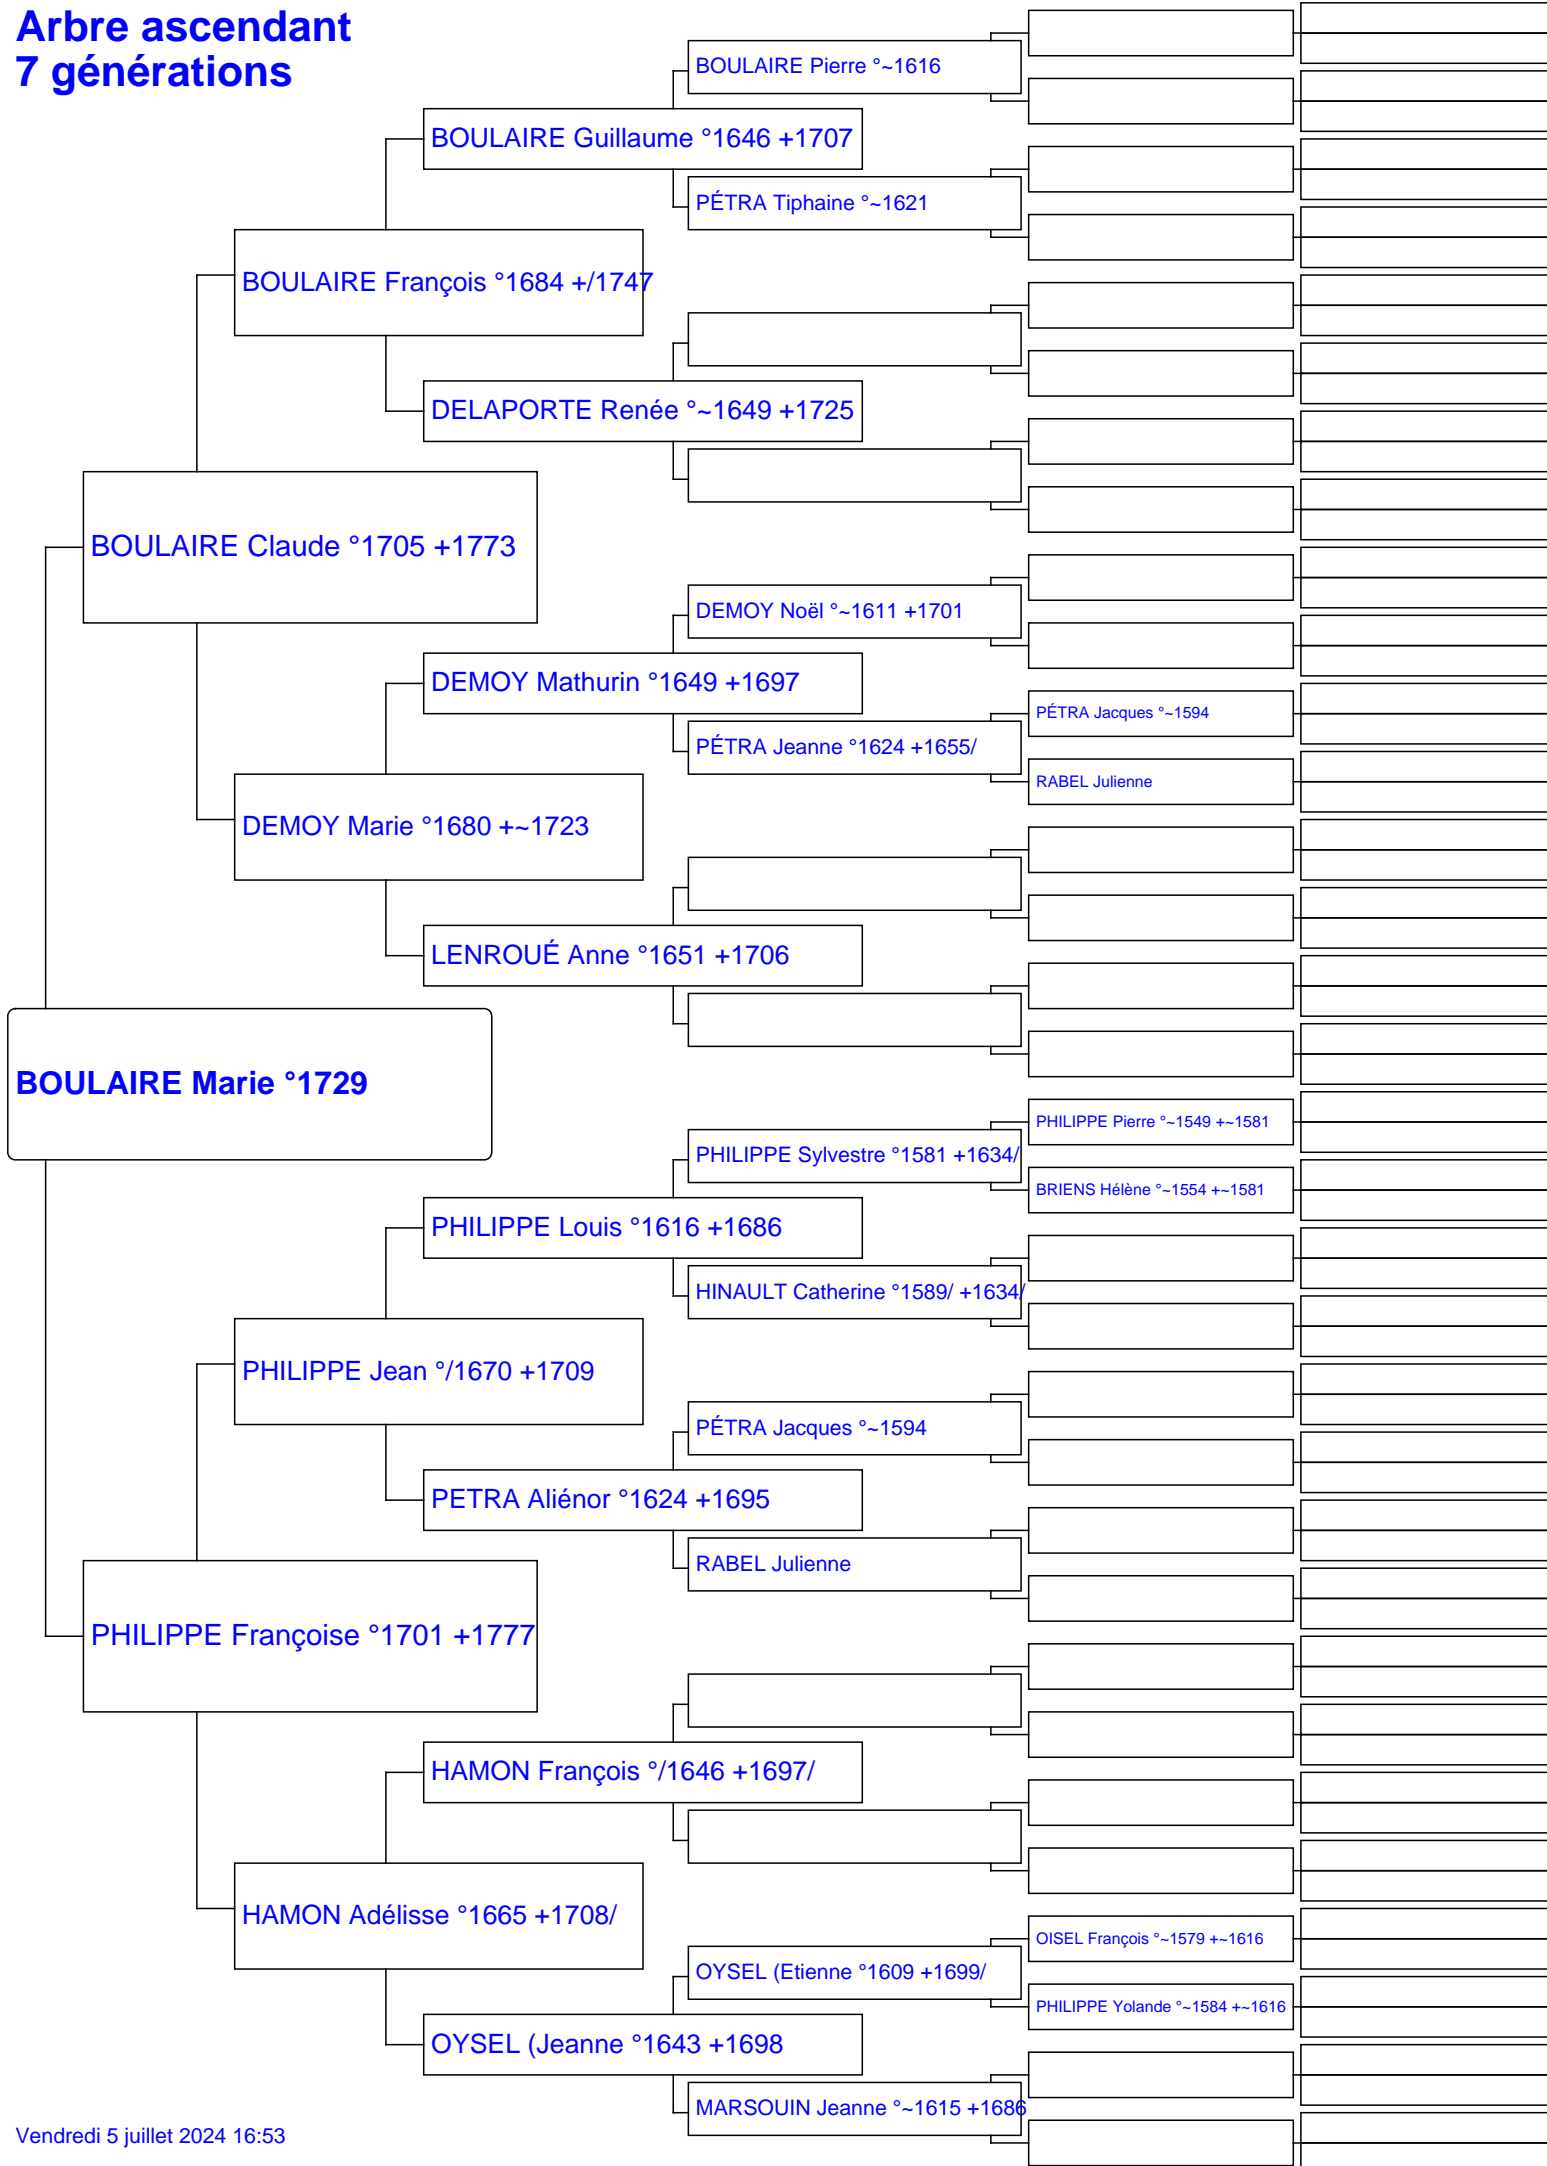 Arbre ascendant
7 générations
BOULAIRE Pierre °~1616
BOULAIRE Guillaume °1646 +1707
PÉTRA Tiphaine °~1621
BOULAIRE François °1684 +/1747
DELAPORTE Renée °~1649 +1725
BOULAIRE Claude °1705 +1773
DEMOY Noël °~1611 +1701
DEMOY Mathurin °1649 +1697
PÉTRA Jacques °~1594
PÉTRA Jeanne °1624 +1655/
RABEL Julienne
DEMOY Marie °1680 +~1723
LENROUÉ Anne °1651 +1706
BOULAIRE Marie °1729
PHILIPPE Pierre °~1549 +~1581
PHILIPPE Sylvestre °1581 +1634/
BRIENS Hélène °~1554 +~1581
PHILIPPE Louis °1616 +1686
HINAULT Catherine °1589/ +1634/
PHILIPPE Jean °/1670 +1709
PÉTRA Jacques °~1594
PETRA Aliénor °1624 +1695
RABEL Julienne
PHILIPPE Françoise °1701 +1777
HAMON François °/1646 +1697/
HAMON Adélisse °1665 +1708/
OISEL François °~1579 +~1616
OYSEL (Etienne °1609 +1699/
PHILIPPE Yolande °~1584 +~1616
OYSEL (Jeanne °1643 +1698
MARSOUIN Jeanne °~1615 +1686
Vendredi 5 juillet 2024 16:53